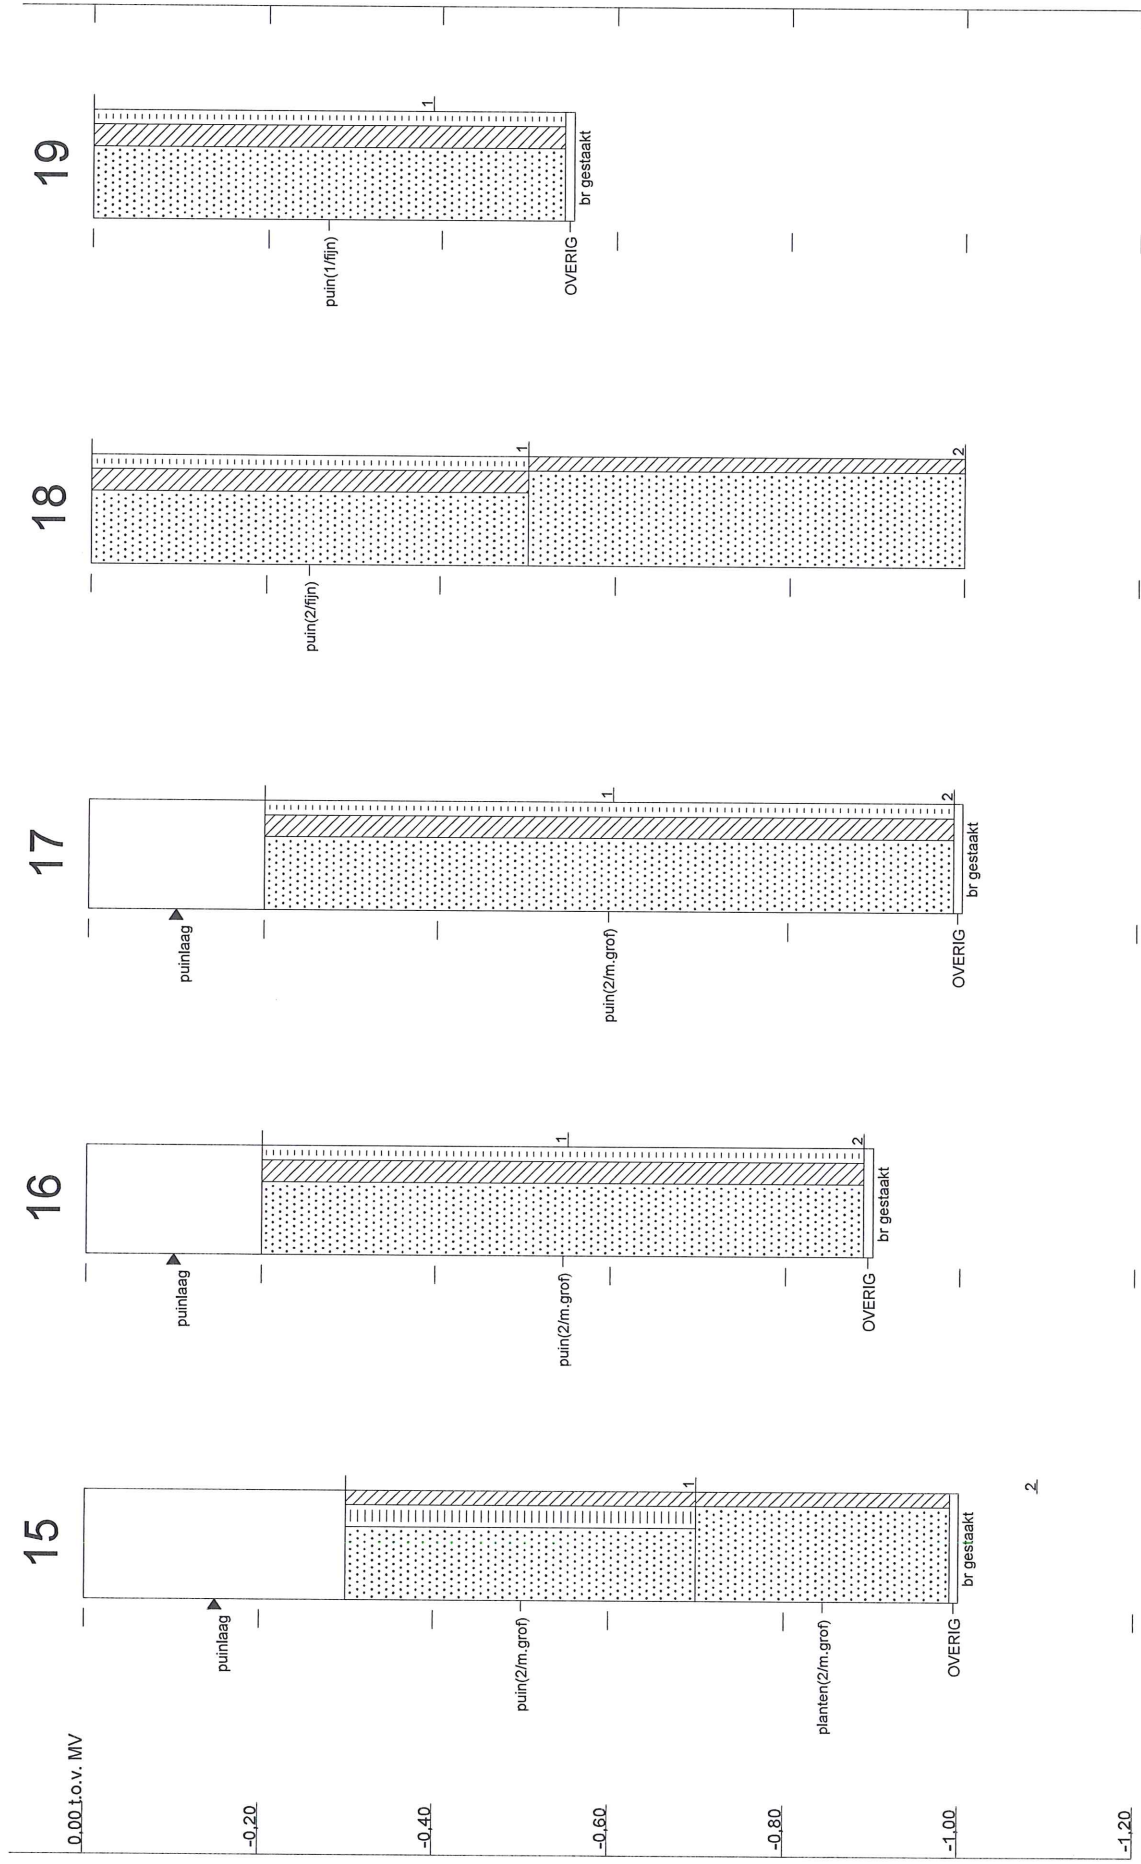 15
16
17
18
19
0,00 t.o.v. MV
-0,20
-0,40
-0,60
-0,80
-1,00
-1,20
puinlaag
puin(2/m.grof)
1
planten(2/m.grof)
OVERIG
br gestaakt
2
puinlaag
puin(2/m.grof)
1
2
OVERIG
br gestaakt
puinlaag
puin(2/m.grof)
1
2
OVERIG
br gestaakt
puin(2/fijn)
1
2
puin(1/fijn)
1
OVERIG
br gestaakt